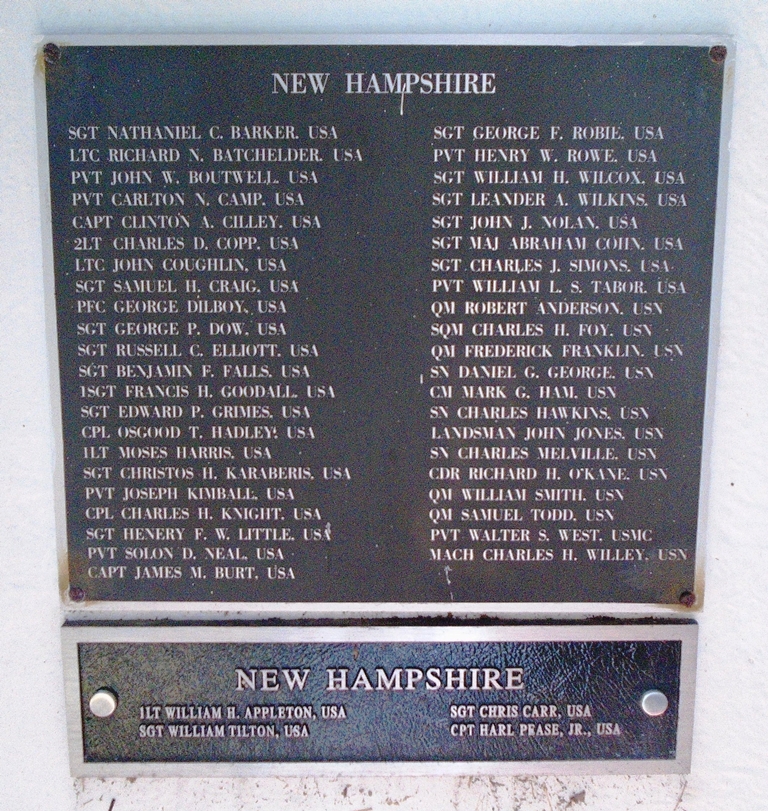 NEW HAMPSHIRE
SGT NATHANIEL C. BARKER, USA
LTC RICHARD N. BATCHELDER, USA
PVT JOHN W. BOUTWELL, USA
PVT CARLTON N. CAMP, USA
CAPT CLINTON A. CILLEY, USA
2LT CHARLES D. COPP, USA
LTC JOHN COUGHLIN, USA
SGT SAMUEL H. CRAIG, USA
PFC GEORGE DILBOY, USA
SGT GEORGE P. DOW, USA
SGT RUSSELL C. ELLIOTT, USA
SGT BENJAMIN F. FALLS, USA
1SGT FRANCIS H. GOODALL, USA
SGT EDWARD P. GRIMES, USA
CPL OSGOOD T. HADLEY, USA
1LT MOSES HARRIS, USA
SGT CHRISTOS H. KARABERIS, USA
PVT JOSEPH KIMBALL, USA
CPL CHARLES H. KNIGHT, USA
SGT HENERY F. W. LITTLE, USA
PVT SOLON D. NEAL, USA
CAPT JAMES M. BURT, USA
SGT GEORGE F. ROBIE, USA
PVT HENRY W. ROWE, USA
SGT WILLIAM H. WILCOX, USA
SGT LEANDER A. WILKINS, USA
SGT JOHN J. NOLAN, USA
SGT MAJ ABRAHAM COHN, USA
SGT CHARLES J. SIMONS, USA
PVT WILLIAM L. S. TABOR, USA
QM ROBERT ANDERSON, USN
SQM CHARLES H. FOY, USN
QM FREDERICK FRANKLIN, USN
SN DANIEL G. GEORGE, USN
CM MARK G. HAM, USN
SN CHARLES HAWKINS, USN
LANDSMAN JOHN JONES, USN
SN CHARLES MELVILLE, USN
CDR RICHARD H. O'KANE, USN
QM WILLIAM SMITH, USN
QM SAMUEL TODD, USN
PVT WALTER S. WEST, USMC
MACH CHARLES H. WILLEY, USN
NEW HAMPSHIRE
1LT WILLIAM H. APPLETON, USA
SGT WILLIAM TILTON, USA
SGT CHRIS CARR, USA
CPT HARL PEASE, JR., USA